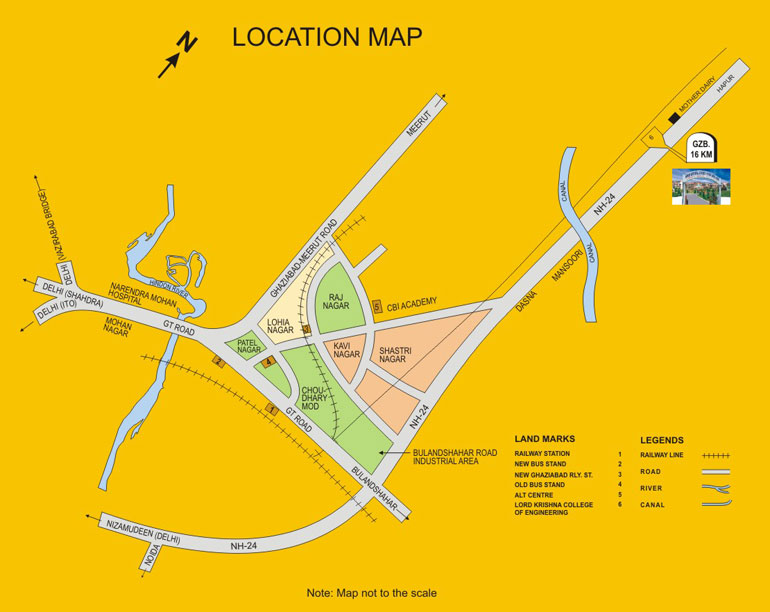 LOCATION MAP
N
MEERUT
GHAZIABAD-MEERUT ROAD
MOTHER DAIRY
HAPUR
6
GZB.
16 KM
NH-24
CANAL
CANAL
MANSOORI
DASNA
DELHI (WAZIRABAD BRIDGE)
DELHI (SHAHDRA)
DELHI (ITO)
HINDON RIVER
NARENDRA MOHAN
HOSPITAL
MOHAN
NAGAR
GT ROAD
RAJ
NAGAR
5
CBI ACADEMY
LOHIA
NAGAR
3
PATEL
NAGAR
KAVI
NAGAR
SHASTRI
NAGAR
2
4
1
CHOU-
DHARY
MOD
GT ROAD
NH-24
BULANDSHAHAR ROAD
INDUSTRIAL AREA
BULANDSHAHAR
NIZAMUDEEN (DELHI)
NOIDA
NH-24
LAND MARKS
RAILWAY STATION 1
NEW BUS STAND 2
NEW GHAZIABAD RLY. ST. 3
OLD BUS STAND 4
ALT CENTRE 5
LORD KRISHNA COLLEGE 6
OF ENGINEERING
LEGENDS
RAILWAY LINE
ROAD
RIVER
CANAL
Note: Map not to the scale